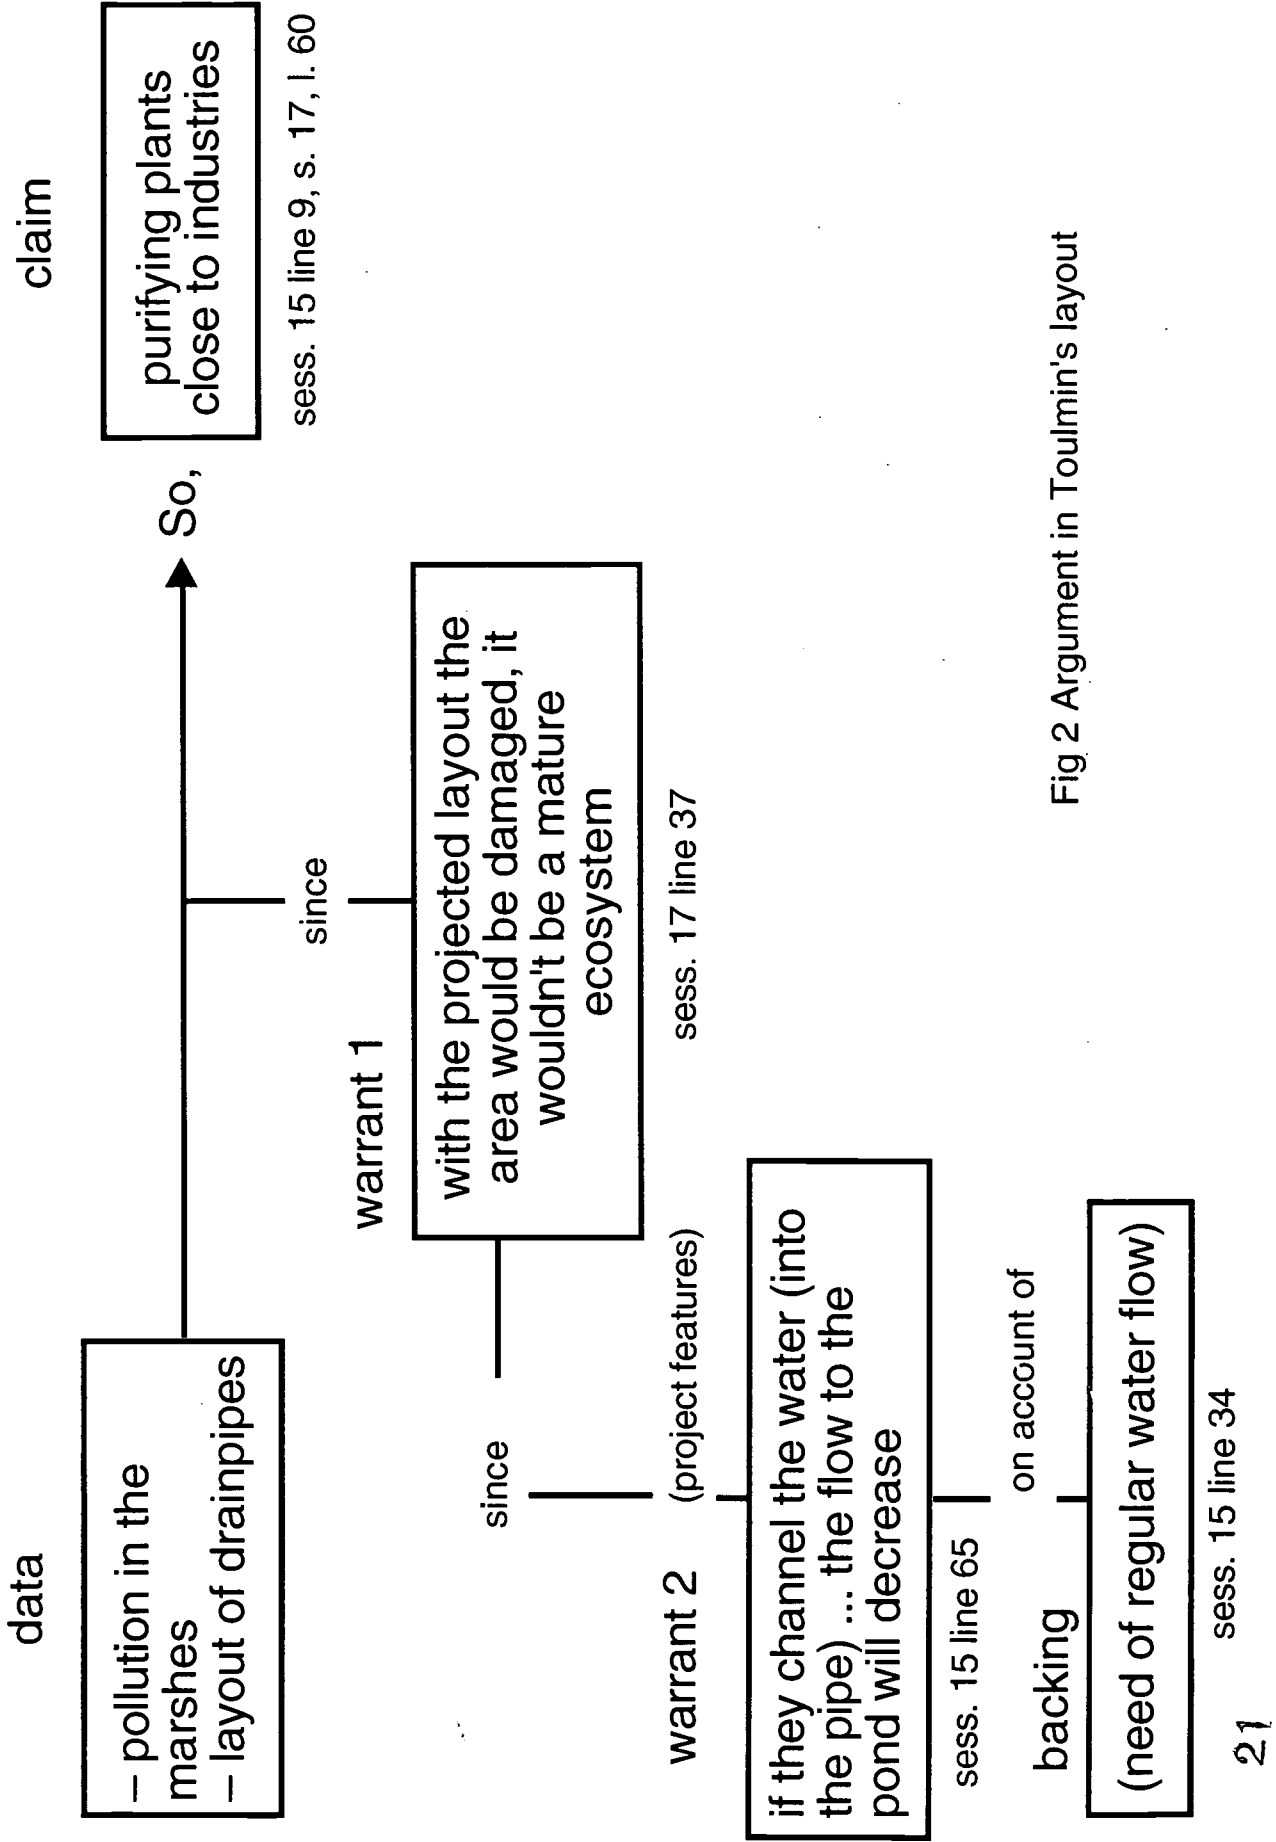 data
– pollution in the
marshes
– layout of drainpipes
So,
claim
purifying plants
close to industries
sess. 15 line 9, s. 17, l. 60
since
warrant 1
with the projected layout the
area would be damaged, it
wouldn't be a mature
ecosystem
sess. 17 line 37
since
(project features)
warrant 2
if they channel the water (into
the pipe) ... the flow to the
pond will decrease
sess. 15 line 65
on account of
backing
(need of regular water flow)
sess. 15 line 34
Fig 2 Argument in Toulmin's layout
21